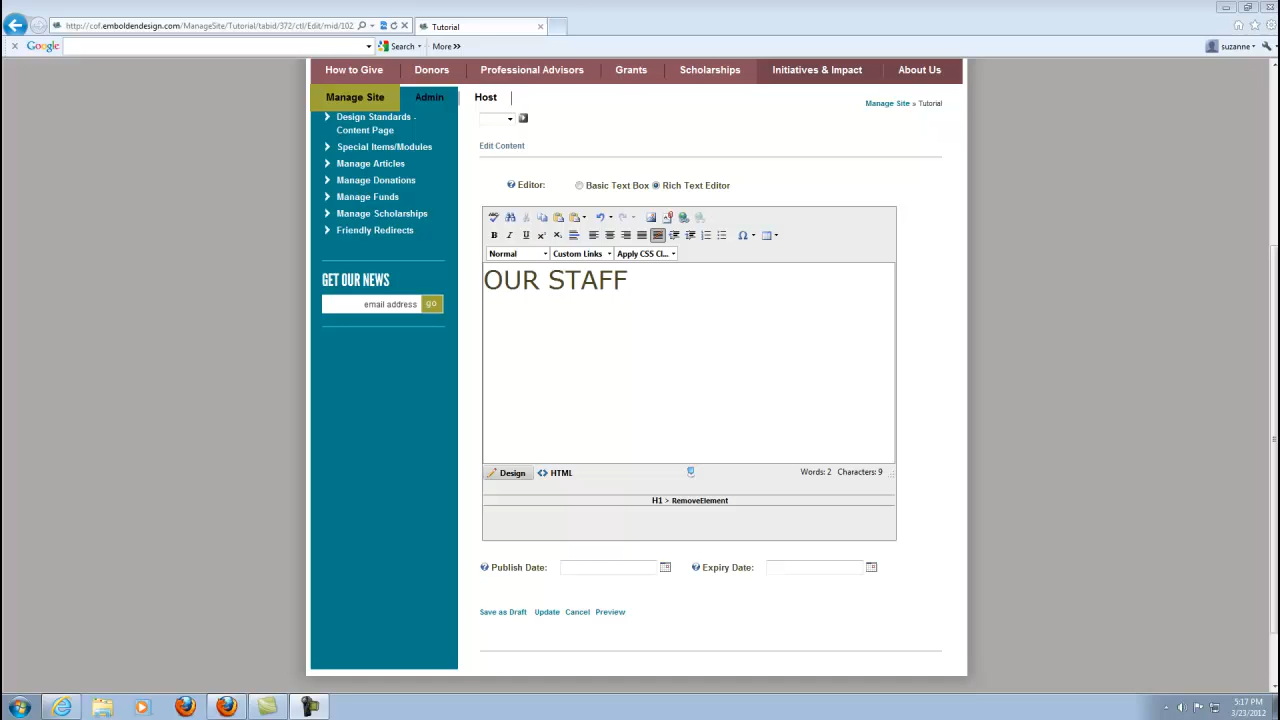 http://cof.emboldendesign.com/ManageSite/Tutorial/tabid/372/ctl/Edit/mid/102
Tutorial
Google
Search
More »
suzanne
How to Give
Donors
Professional Advisors
Grants
Scholarships
Initiatives & Impact
About Us
Manage Site
Admin
Host
Manage Site » Tutorial
Design Standards -
Content Page
Special Items/Modules
Manage Articles
Manage Donations
Manage Funds
Manage Scholarships
Friendly Redirects
GET OUR NEWS
email address
go
Edit Content
Editor:
Basic Text Box
Rich Text Editor
Normal
Custom Links
Apply CSS Cl...
OUR STAFF
Design
HTML
Words: 2 Characters: 9
H1 > RemoveElement
Publish Date:
Expiry Date:
Save as Draft
Update
Cancel
Preview
5:17 PM
3/23/2012